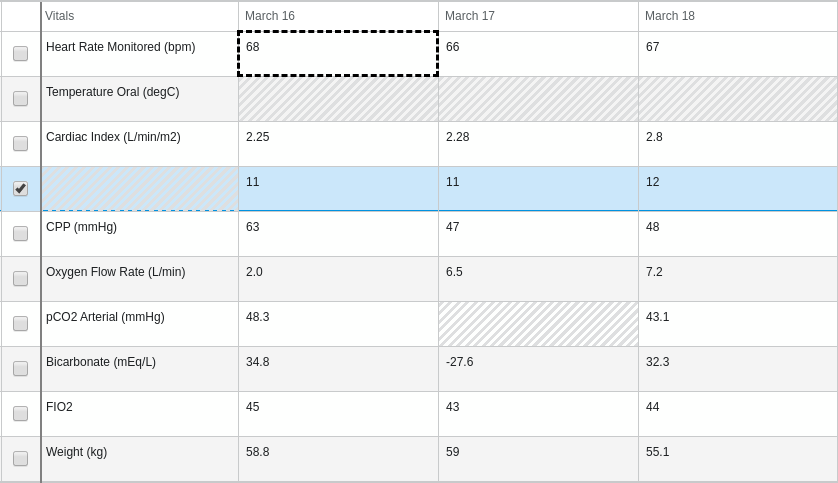 Vitals March 16 March 17 March 18
Heart Rate Monitored (bpm) 68 66 67
Temperature Oral (degC)
Cardiac Index (L/min/m2) 2.25 2.28 2.8
11 11 12
CPP (mmHg) 63 47 48
Oxygen Flow Rate (L/min) 2.0 6.5 7.2
pCO2 Arterial (mmHg) 48.3 43.1
Bicarbonate (mEq/L) 34.8 -27.6 32.3
FIO2 45 43 44
Weight (kg) 58.8 59 55.1